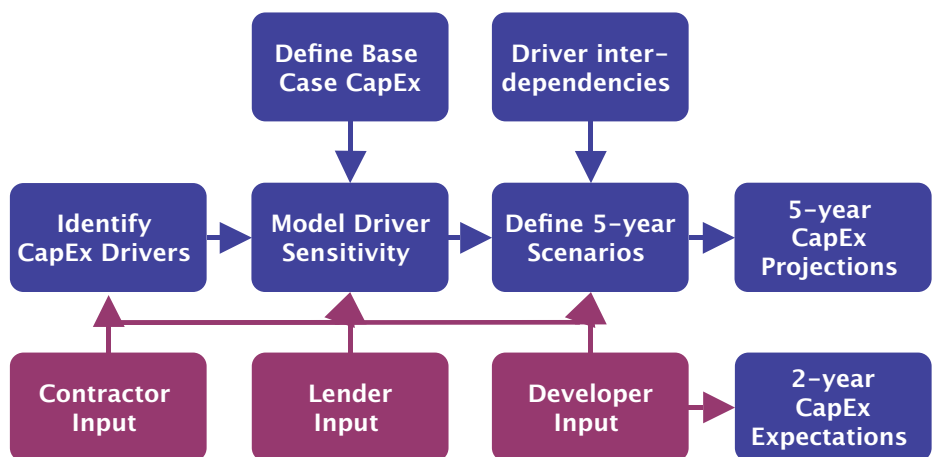 Define Base
Case CapEx
Driver inter-
dependencies
Identify
CapEx Drivers
Model Driver
Sensitivity
Define 5-year
Scenarios
5-year
CapEx
Projections
Contractor
Input
Lender
Input
Developer
Input
2-year
CapEx
Expectations